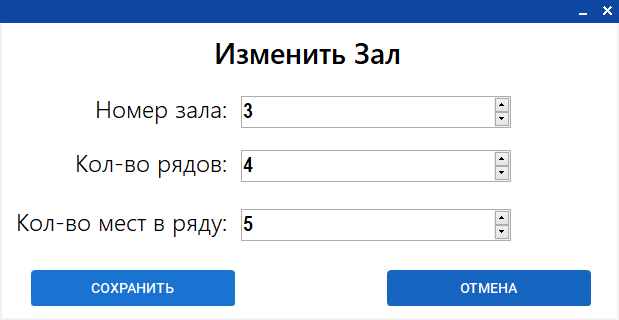 Изменить Зал
Номер зала: 3
Кол-во рядов: 4
Кол-во мест в ряду: 5
СОХРАНИТЬ ОТМЕНА